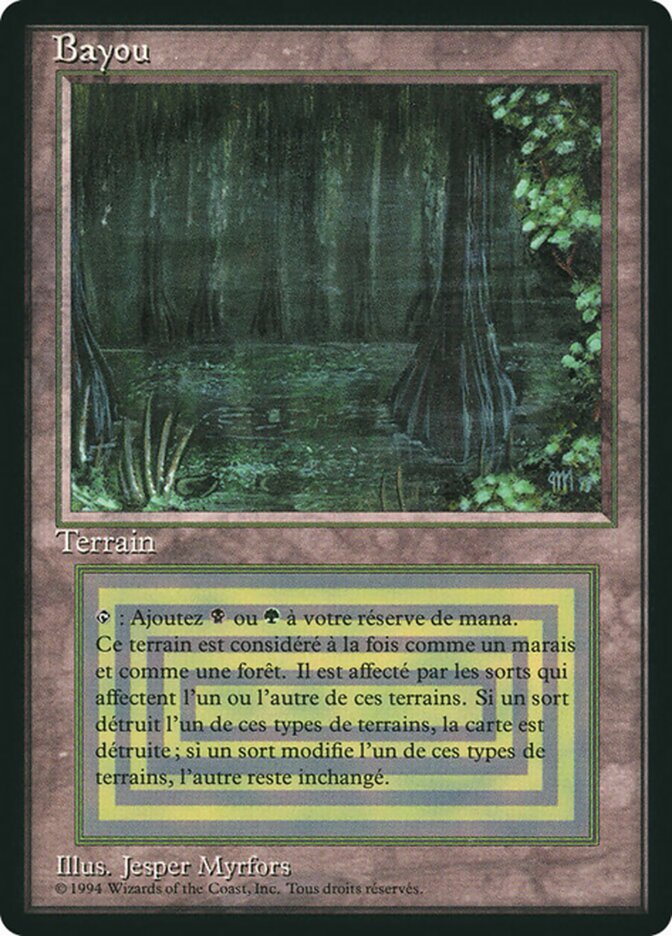 Bayou
Terrain
: Ajoutez ou à votre réserve de mana.
Ce terrain est considéré à la fois comme un marais
et comme une forêt. Il est affecté par les sorts qui
affectent l'un ou l'autre de ces terrains. Si un sort
détruit l'un de ces types de terrains, la carte est
détruite ; si un sort modifie l'un de ces types de
terrains, l'autre reste inchangé.
Illus. Jesper Myrfors
© 1994 Wizards of the Coast, Inc. Tous droits réservés.